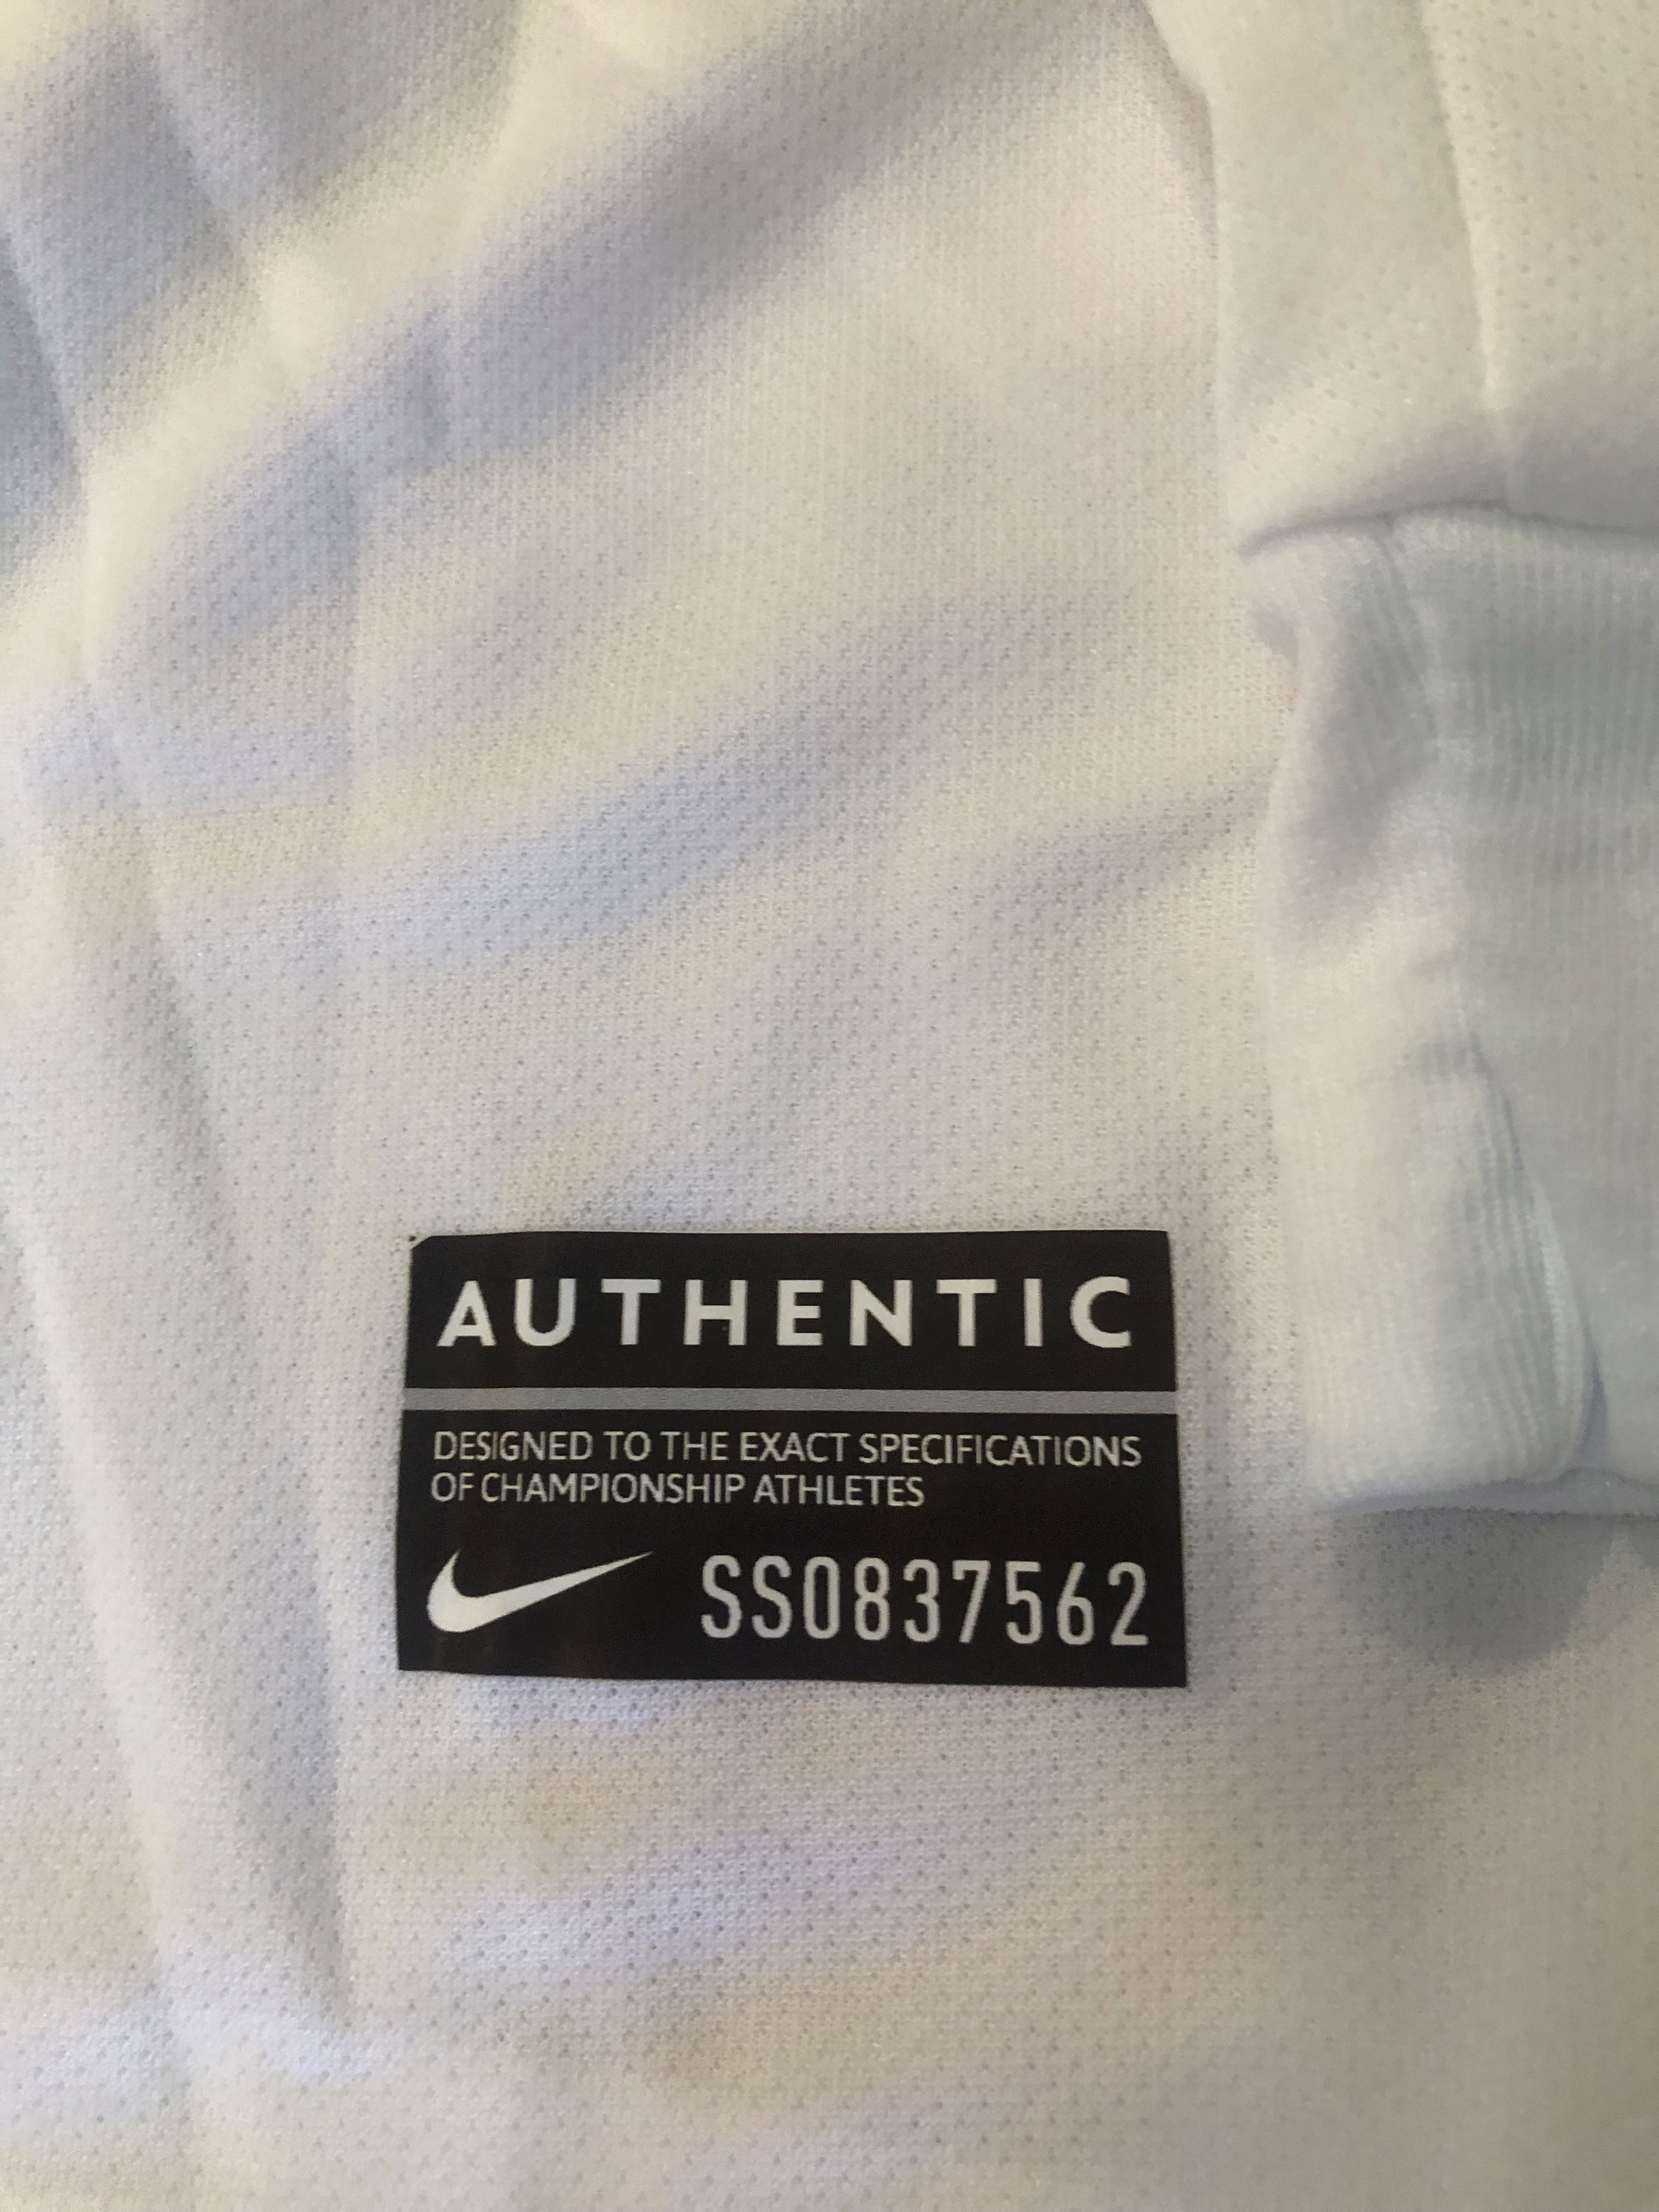 AUTHENTIC
DESIGNED TO THE EXACT SPECIFICATIONS
OF CHAMPIONSHIP ATHLETES
SS0837562